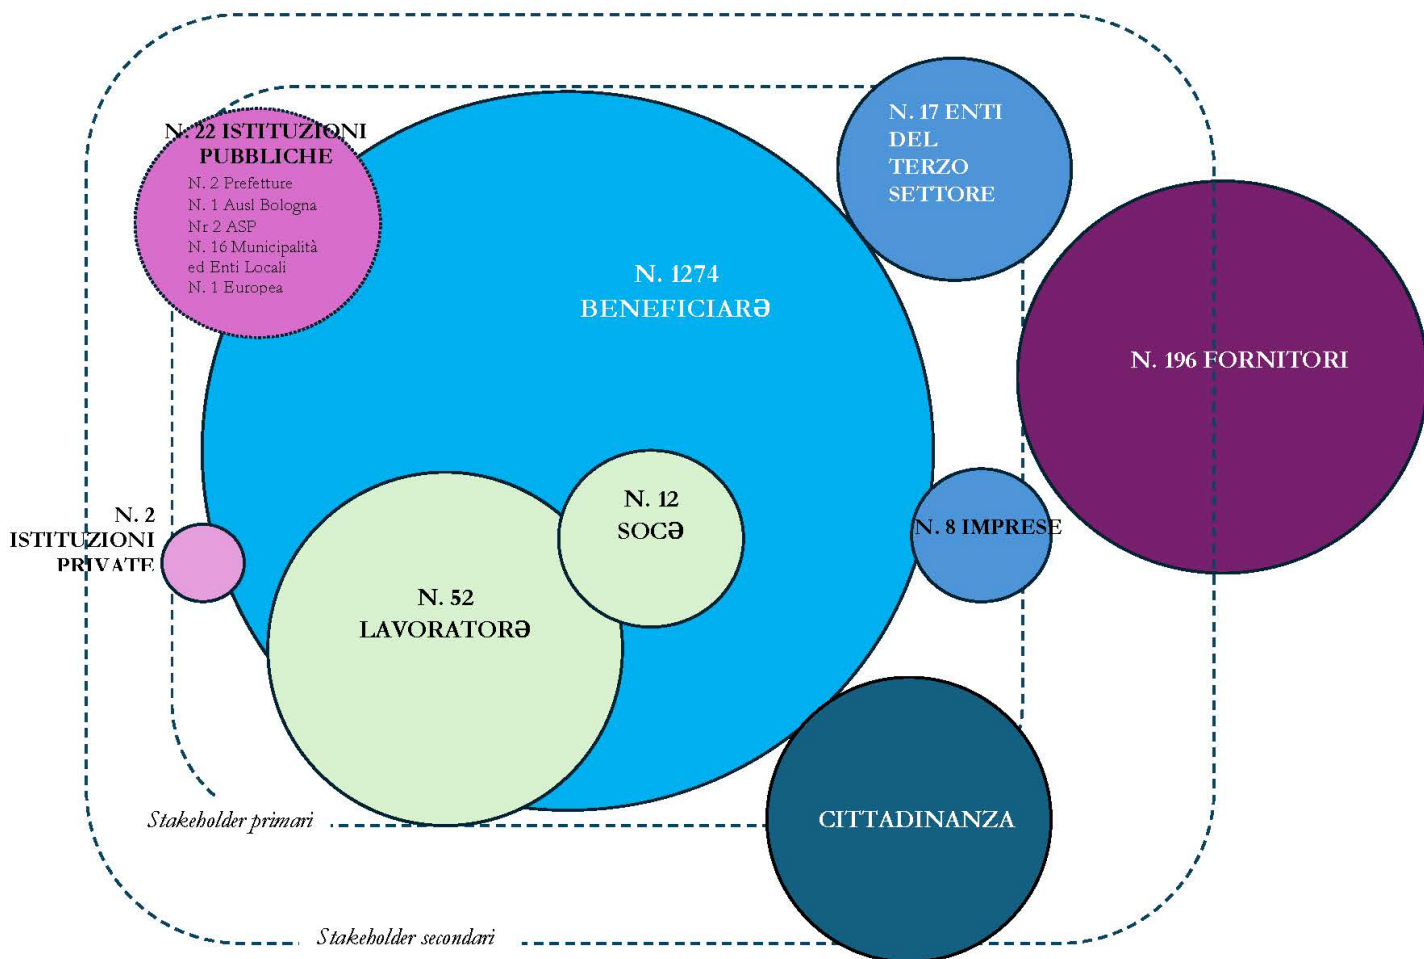 N. 22 ISTITUZIONI
PUBBLICHE
N. 2 Prefetture
N. 1 Ausl Bologna
Nr 2 ASP
N. 16 Municipalità
ed Enti Locali
N. 1 Europea
N. 17 ENTI
DEL
TERZO
SETTORE
N. 1274
BENEFICIARƏ
N. 196 FORNITORI
N. 2
ISTITUZIONI
PRIVATE
N. 12
SOCƏ
N. 8 IMPRESE
N. 52
LAVORATORƏ
CITTADINANZA
Stakeholder primari
Stakeholder secondari